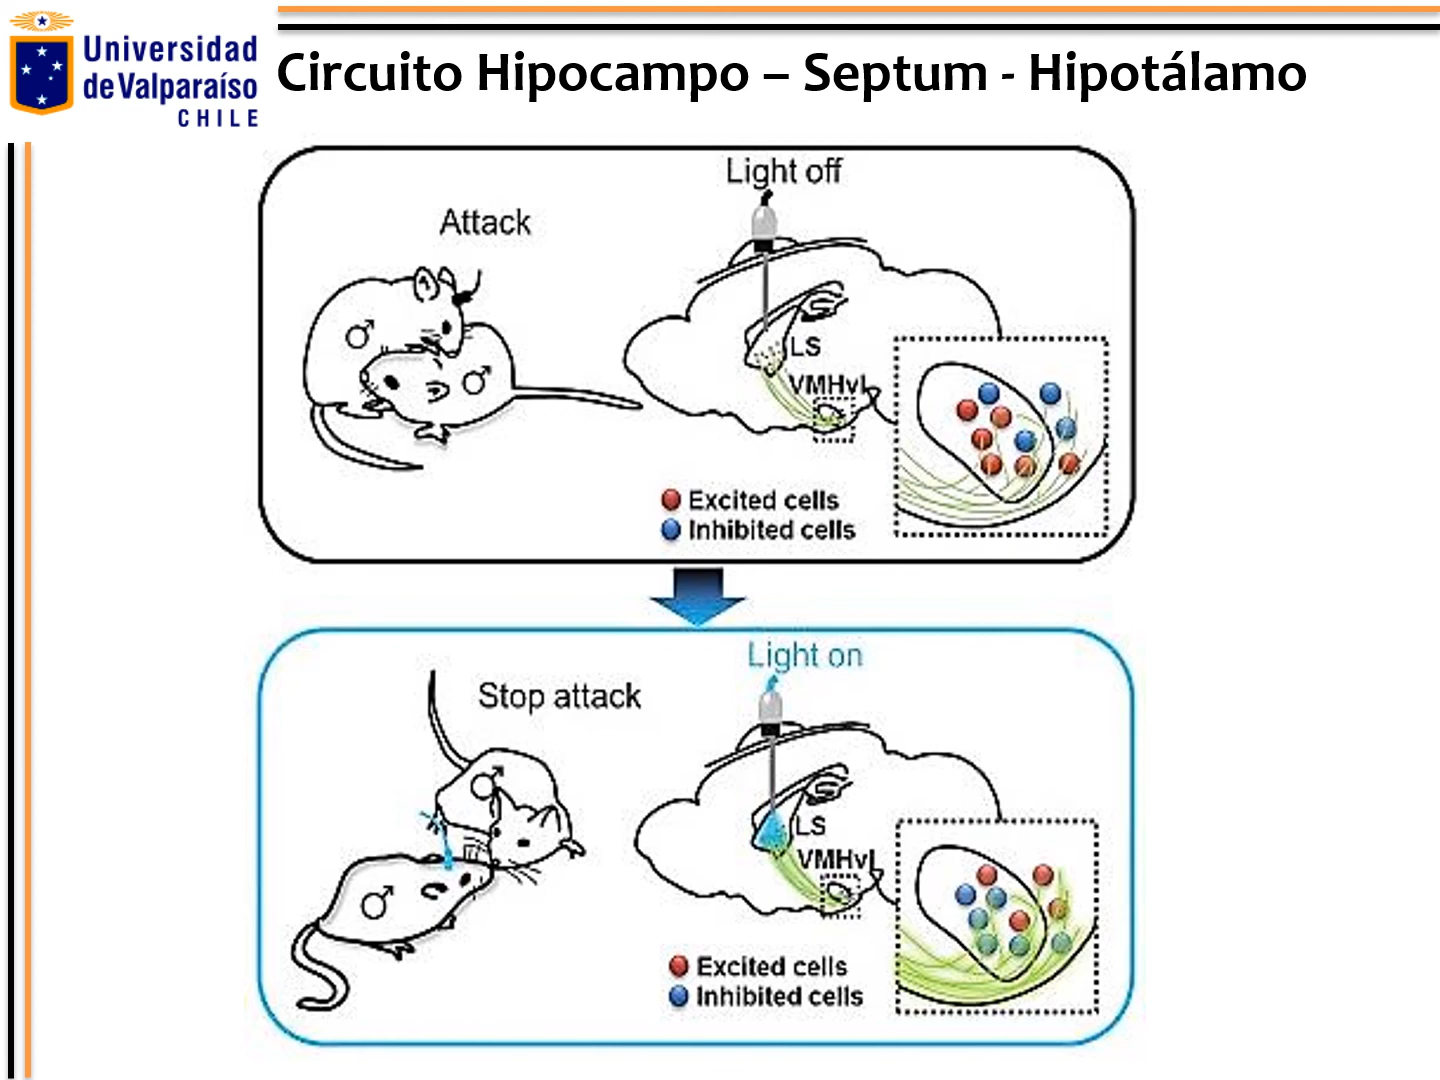 Universidad
de Valparaíso
CHILE
Circuito Hipocampo – Septum - Hipotálamo
Light off
Attack
LS
VMHvl
Excited cells
Inhibited cells
Light on
Stop attack
LS
VMHvl
Excited cells
Inhibited cells